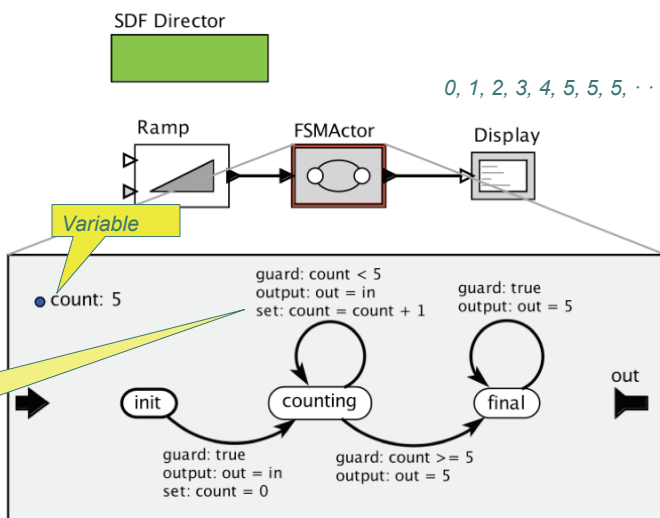 SDF Director
0, 1, 2, 3, 4, 5, 5, 5, · ·
Ramp
FSMActor
Display
Variable
count: 5
guard: count < 5
output: out = in
set: count = count + 1
guard: true
output: out = 5
init
counting
final
out
guard: true
output: out = in
set: count = 0
guard: count >= 5
output: out = 5